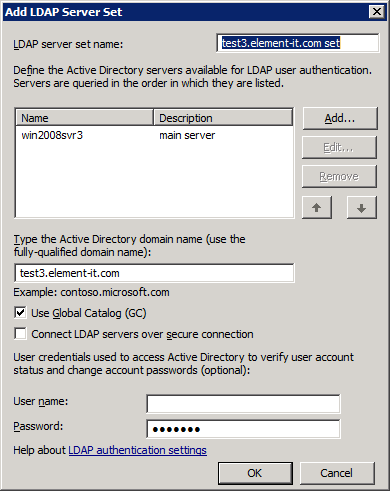 Add LDAP Server Set
LDAP server set name: test3.element-it.com set
Define the Active Directory servers available for LDAP user authentication.
Servers are queried in the order in which they are listed.
Name Description
win2008svr3 main server
Add...
Edit...
Remove
Type the Active Directory domain name (use the
fully-qualified domain name):
test3.element-it.com
Example: contoso.microsoft.com
Use Global Catalog (GC)
Connect LDAP servers over secure connection
User credentials used to access Active Directory to verify user account
status and change account passwords (optional):
User name:
Password: •••••••
Help about LDAP authentication settings
OK Cancel